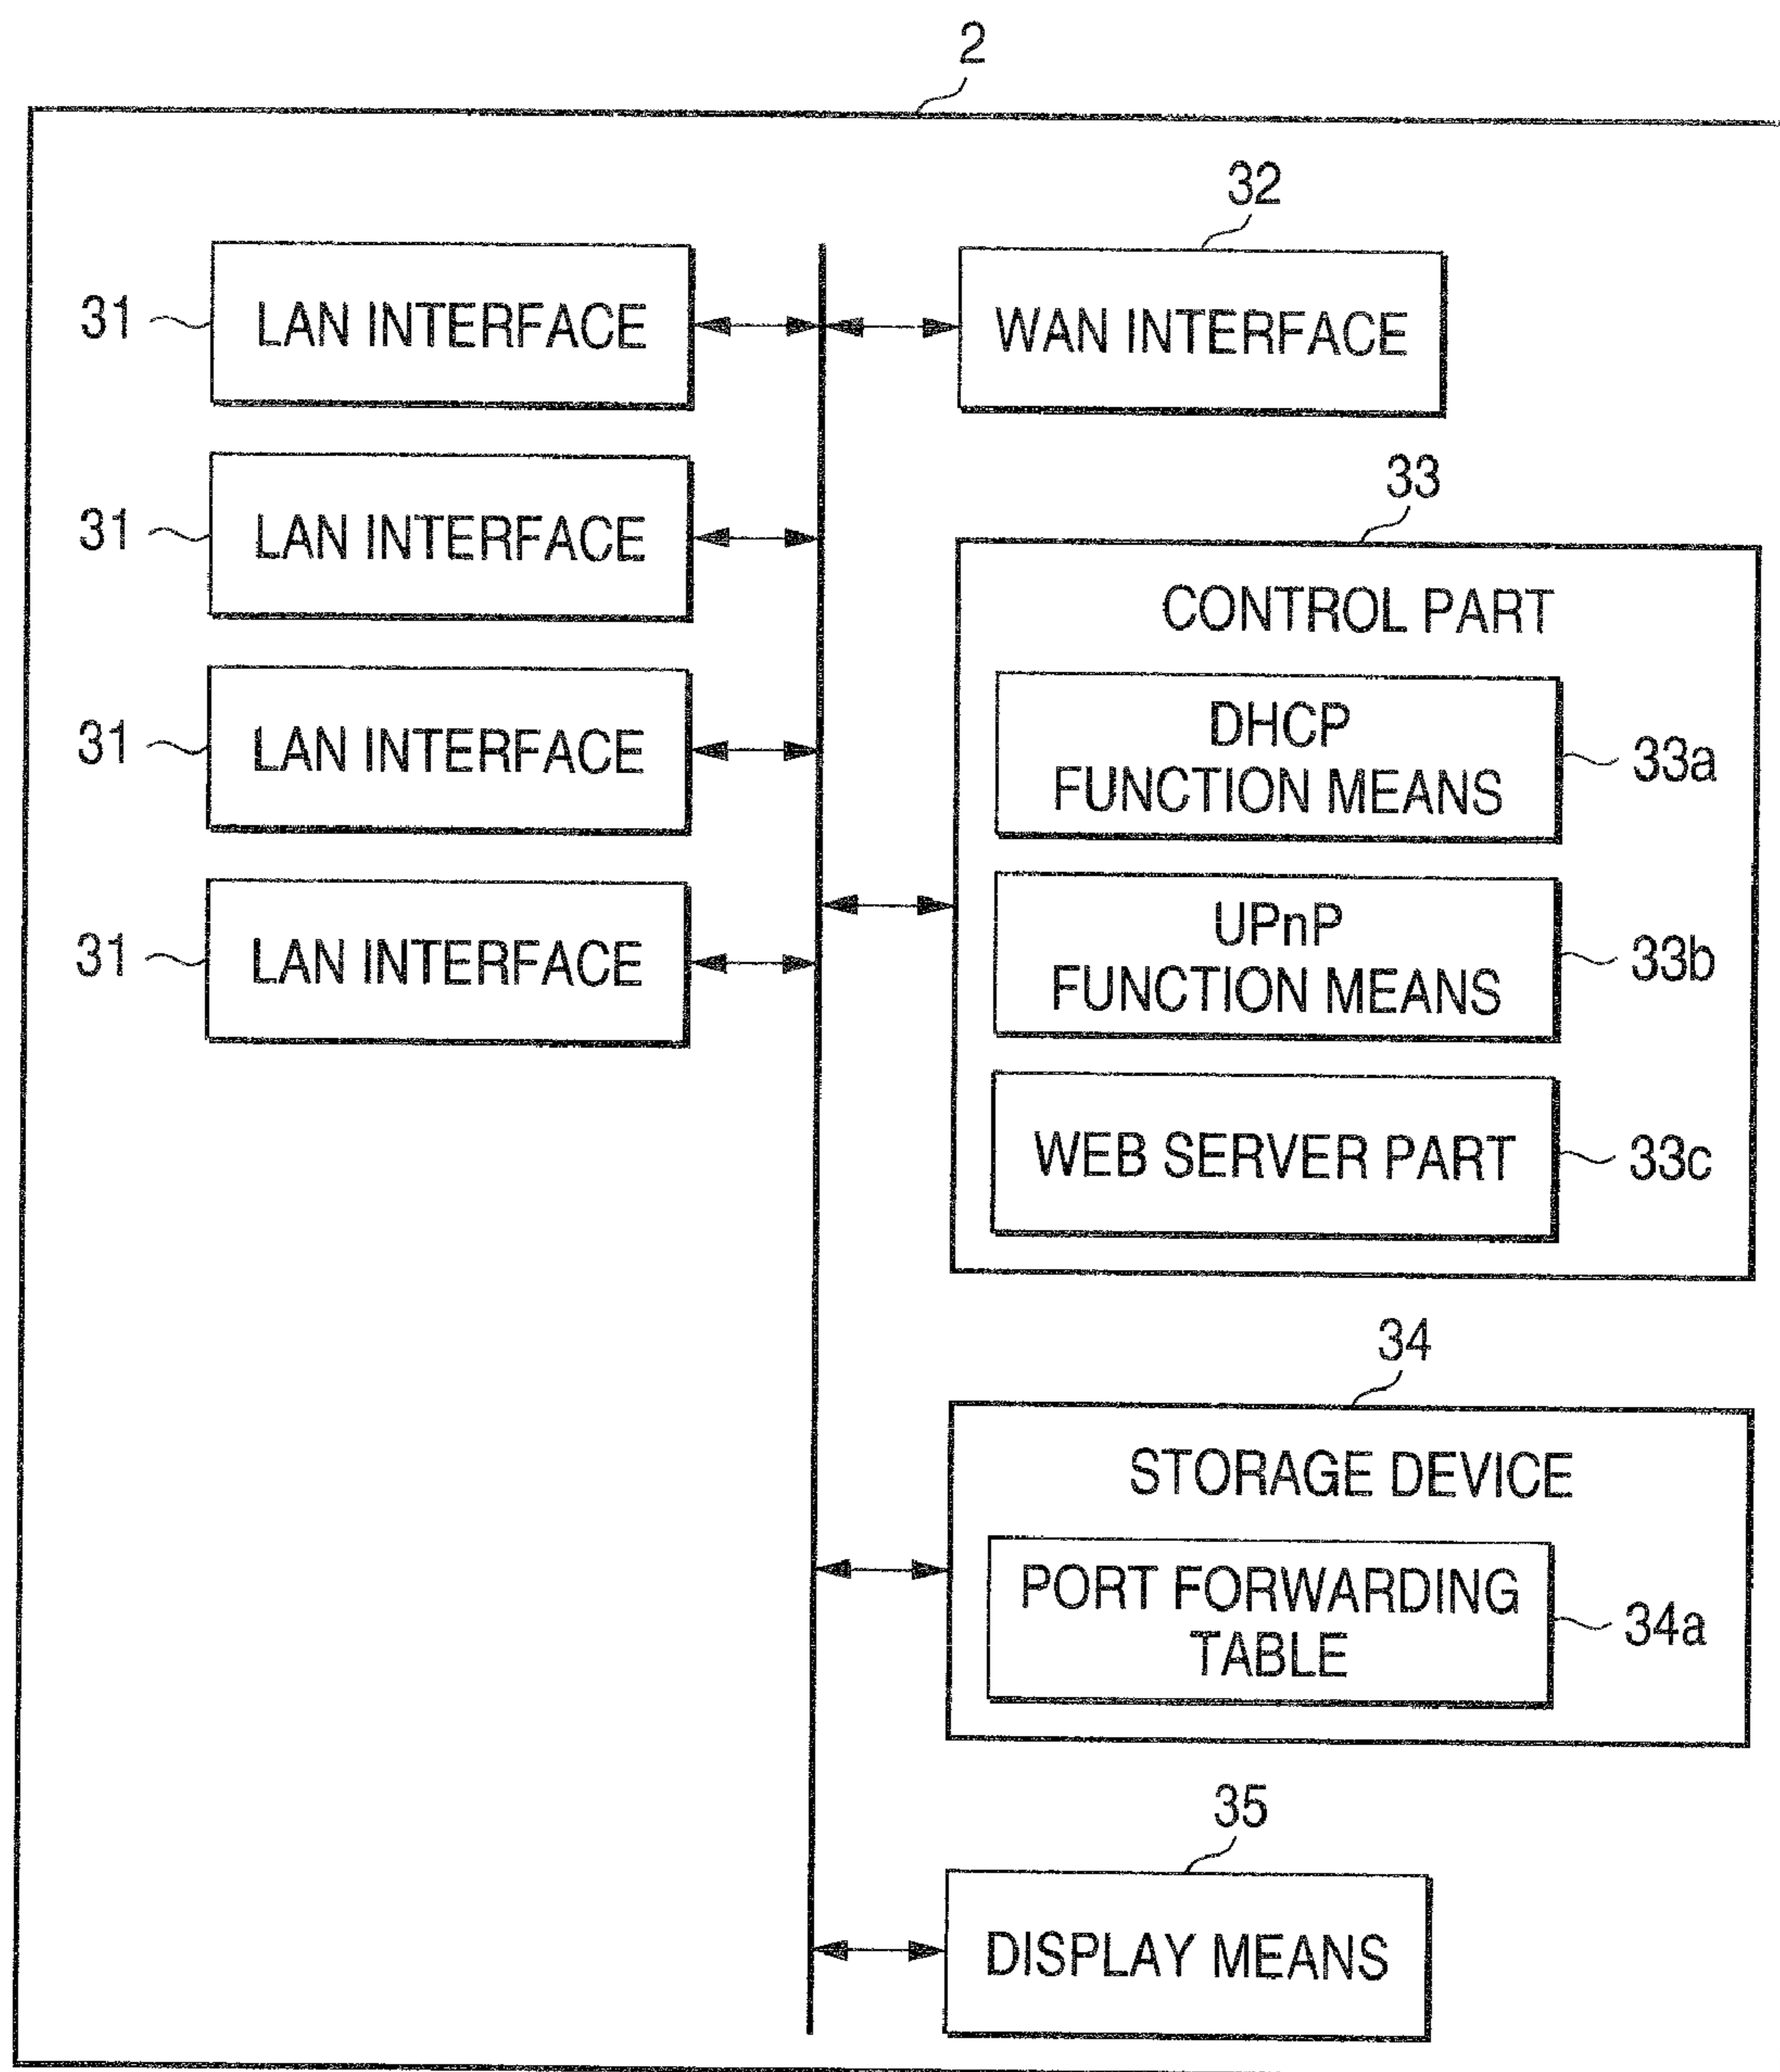 2
32
31 LAN INTERFACE
WAN INTERFACE
33
31 LAN INTERFACE
CONTROL PART
31 LAN INTERFACE
DHCP
FUNCTION MEANS
33a
31 LAN INTERFACE
UPnP
FUNCTION MEANS
33b
WEB SERVER PART
33c
34
STORAGE DEVICE
PORT FORWARDING
TABLE
34a
35
DISPLAY MEANS